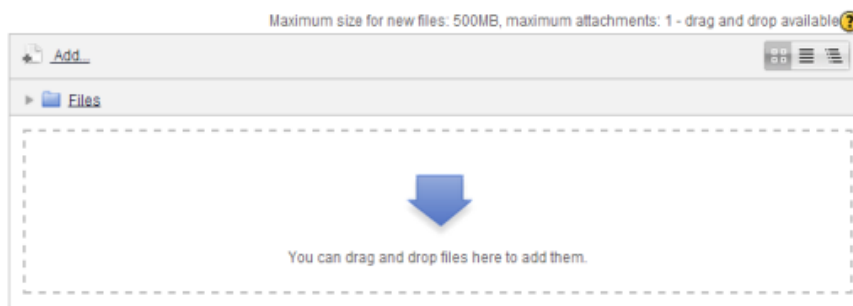 Maximum size for new files: 500MB, maximum attachments: 1 - drag and drop available ?
Add...
Files
You can drag and drop files here to add them.